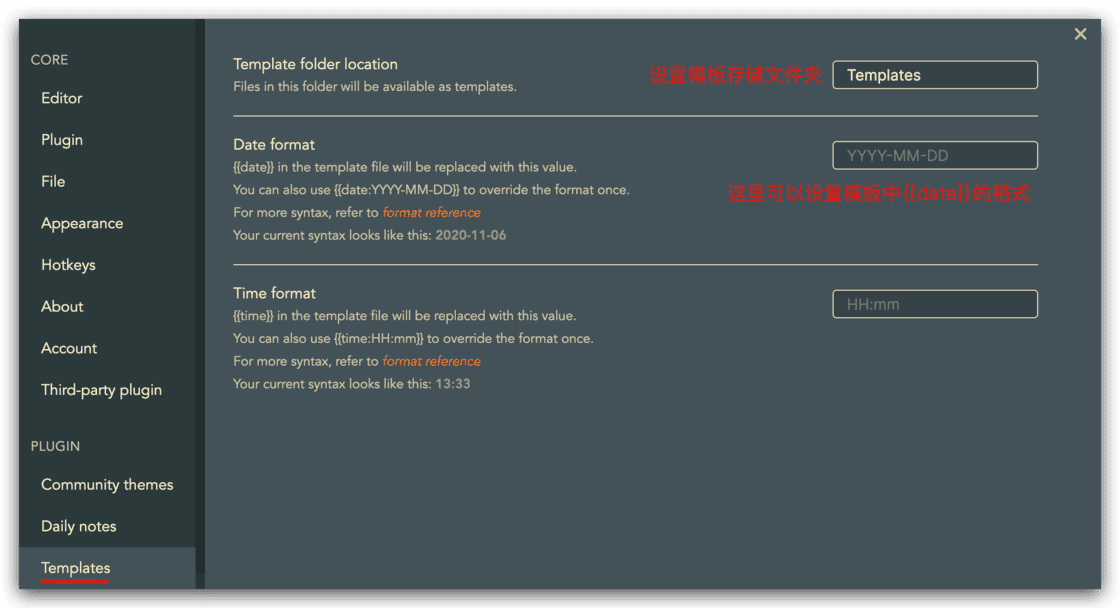 CORE
Editor
Plugin
File
Appearance
Hotkeys
About
Account
Third-party plugin
PLUGIN
Community themes
Daily notes
Templates
Template folder location
Files in this folder will be available as templates.
设置模板存储文件夹
Templates
Date format
{{date}} in the template file will be replaced with this value.
You can also use {{date:YYYY-MM-DD}} to override the format once.
For more syntax, refer to format reference
Your current syntax looks like this: 2020-11-06
YYYY-MM-DD
这里可以设置模板中{{date}}的格式
Time format
{{time}} in the template file will be replaced with this value.
You can also use {{time:HH:mm}} to override the format once.
For more syntax, refer to format reference
Your current syntax looks like this: 13:33
HH:mm